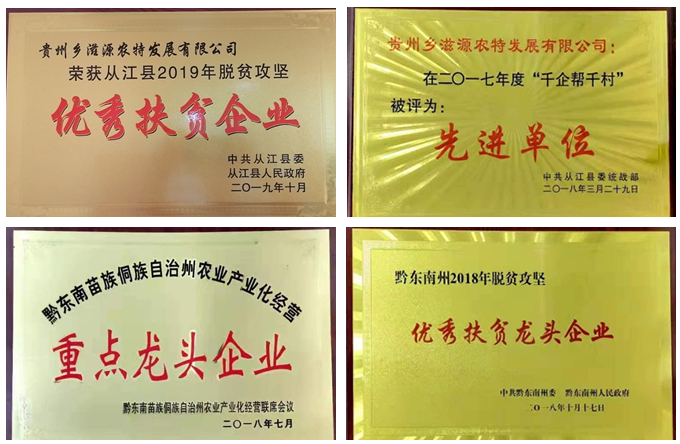 贵州乡滋源农特发展有限公司
荣获从江县2019年脱贫攻坚
优秀扶贫企业
中共从江县委
从江县人民政府
二〇一九年十月
贵州乡滋源农特发展有限公司：
在二〇一七年度“千企帮千村”
被评为：
先进单位
中共从江县委统战部
二〇一八年三月二十九日
黔东南苗族侗族自治州农业产业化经营
重点龙头企业
黔东南苗族侗族自治州农业产业化经营联席会议
二〇一八年七月
黔东南州2018年脱贫攻坚
优秀扶贫龙头企业
中共黔东南州委 黔东南州人民政府
二〇一八年十月十七日